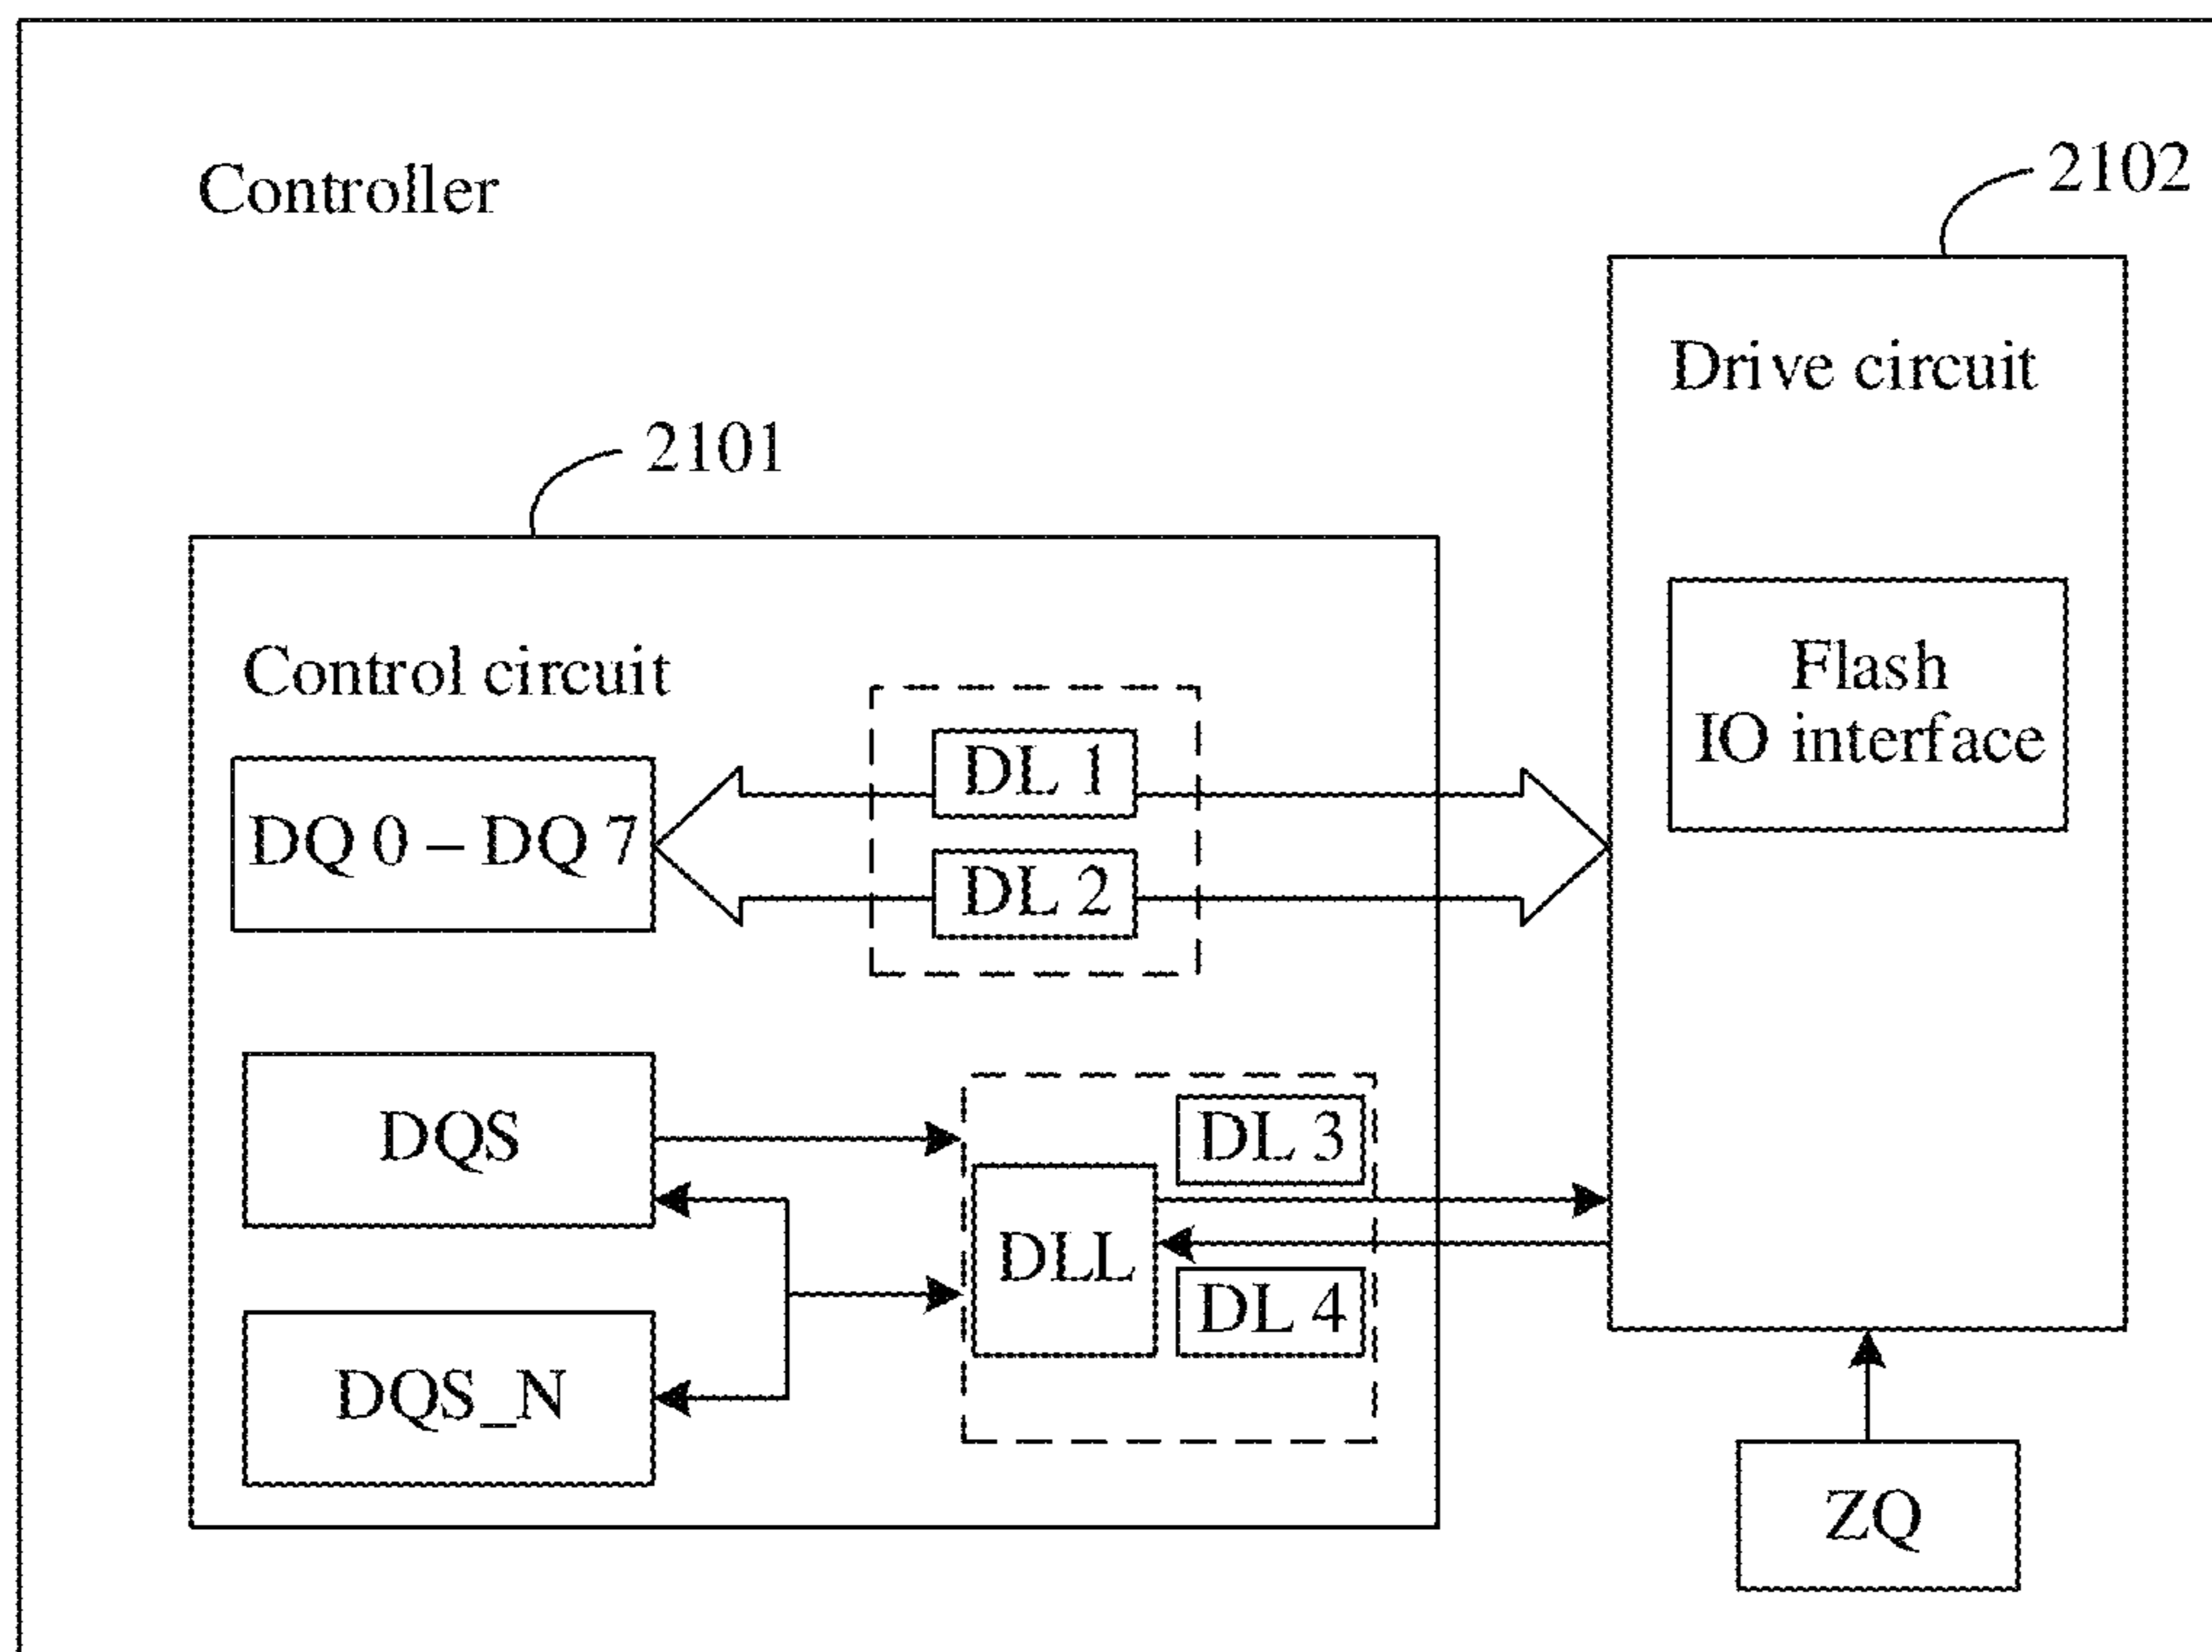 Controller
2102
Drive circuit
2101
Flash
IO interface
Control circuit
DL 1
DQ 0 – DQ 7
DL 2
DQS
DL 3
DLL
DL 4
DQS_N
ZQ